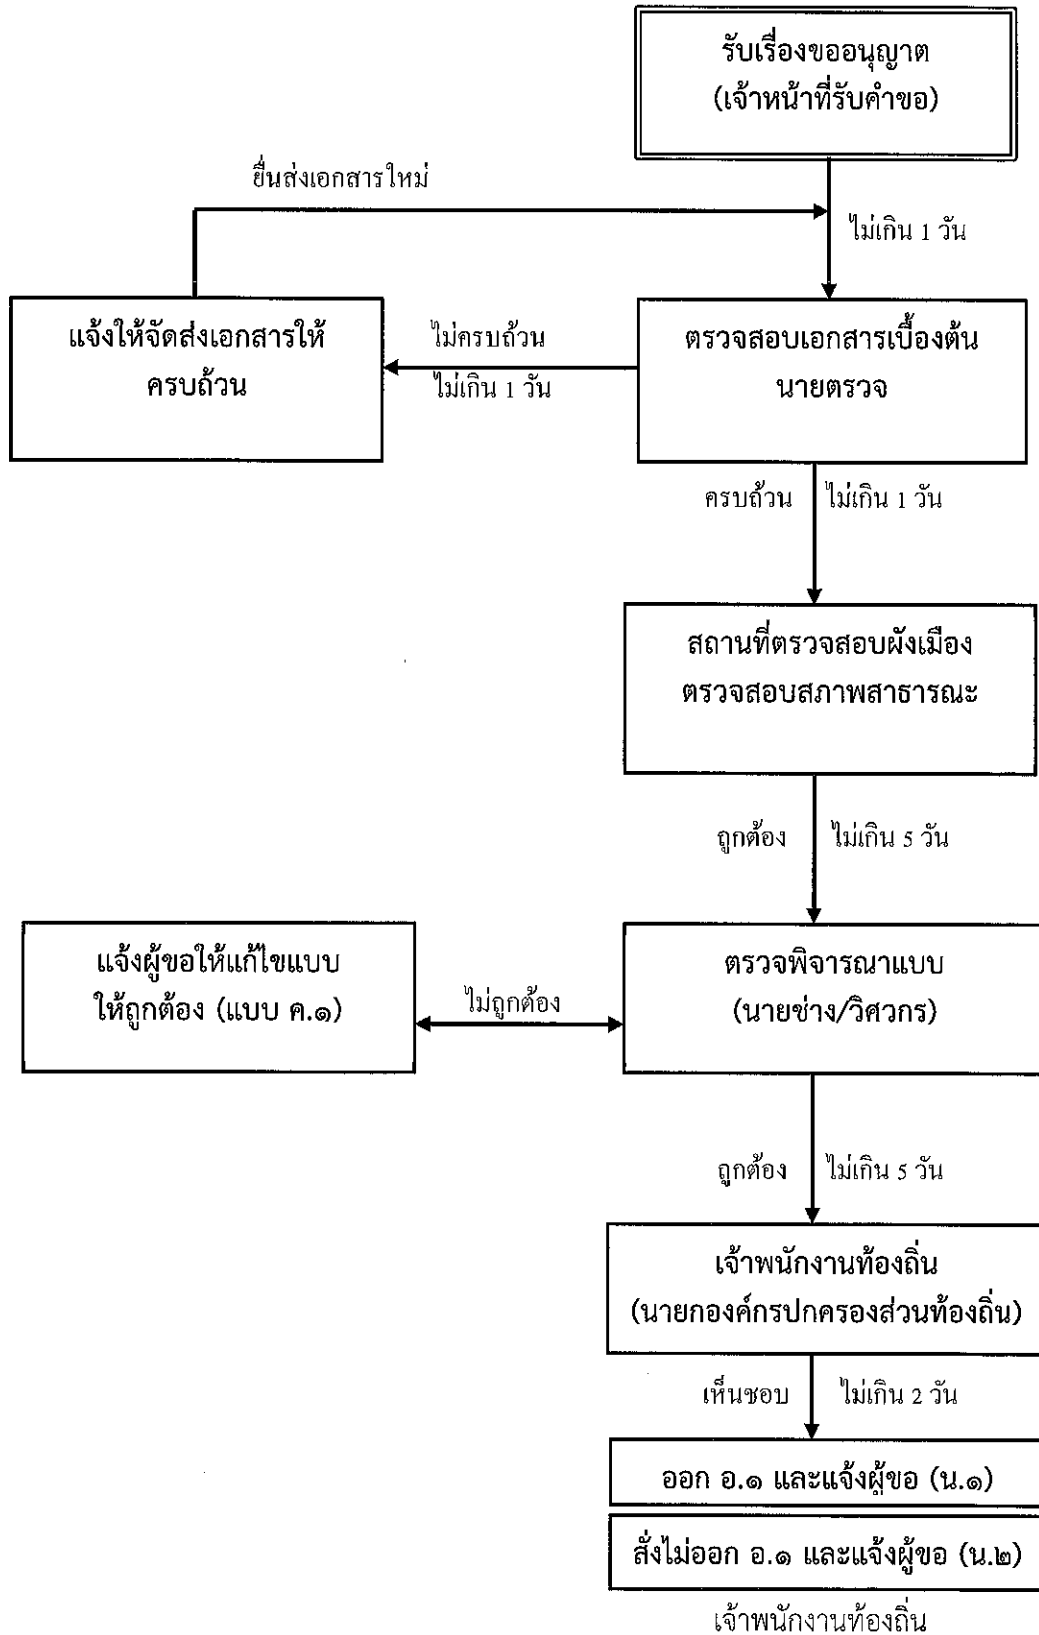 รับเรื่องขออนุญาต
(เจ้าหน้าที่รับคำขอ)
ยื่นส่งเอกสารใหม่
ไม่เกิน 1 วัน
แจ้งให้จัดส่งเอกสารให้
ครบถ้วน
ไม่ครบถ้วน
ไม่เกิน 1 วัน
ตรวจสอบเอกสารเบื้องต้น
นายตรวจ
ครบถ้วน ไม่เกิน 1 วัน
สถานที่ตรวจสอบผังเมือง
ตรวจสอบสภาพสาธารณะ
ถูกต้อง ไม่เกิน 5 วัน
แจ้งผู้ขอให้แก้ไขแบบ
ให้ถูกต้อง (แบบ ค.๑)
ไม่ถูกต้อง
ตรวจพิจารณาแบบ
(นายช่าง/วิศวกร)
ถูกต้อง ไม่เกิน 5 วัน
เจ้าพนักงานท้องถิ่น
(นายกองค์กรปกครองส่วนท้องถิ่น)
เห็นชอบ ไม่เกิน 2 วัน
ออก อ.๑ และแจ้งผู้ขอ (น.๑)
สั่งไม่ออก อ.๑ และแจ้งผู้ขอ (น.๒)
เจ้าพนักงานท้องถิ่น